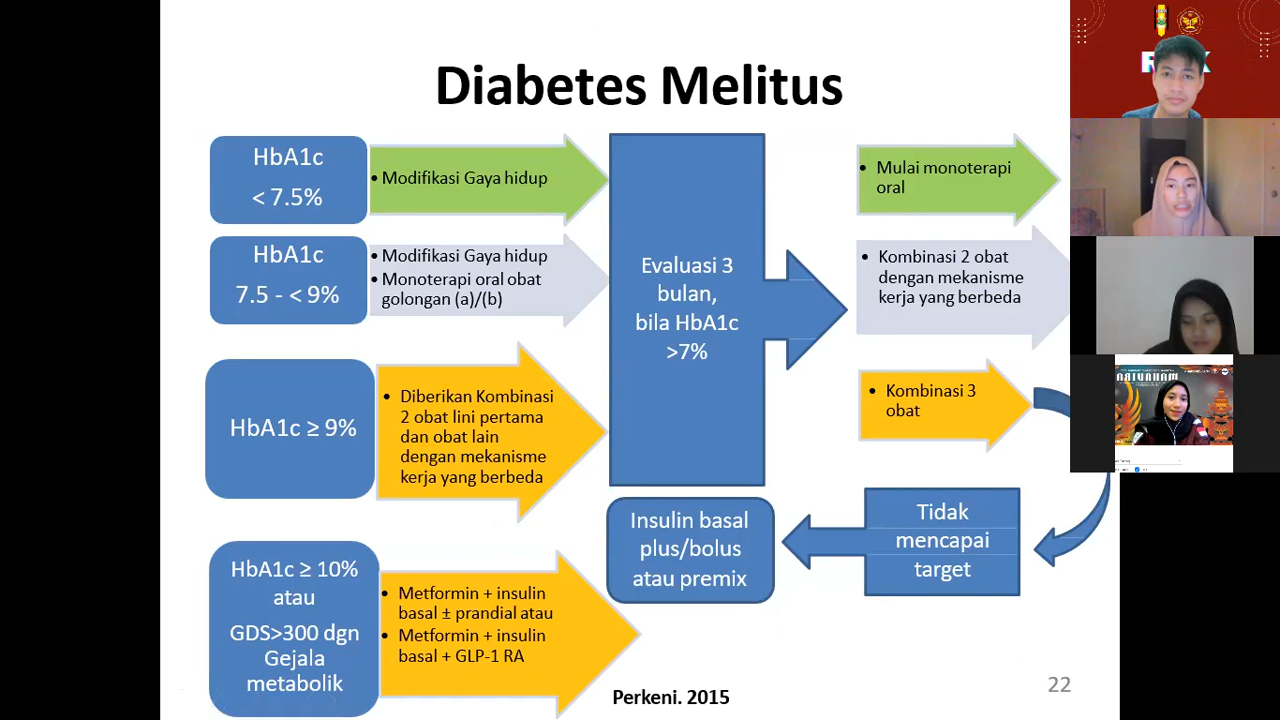 Diabetes Melitus
HbA1c
< 7.5%
• Modifikasi Gaya hidup
HbA1c
7.5 - < 9%
• Modifikasi Gaya hidup
• Monoterapi oral obat
golongan (a)/(b)
HbA1c ≥ 9%
• Diberikan Kombinasi
2 obat lini pertama
dan obat lain
dengan mekanisme
kerja yang berbeda
HbA1c ≥ 10%
atau
GDS>300 dgn
Gejala
metabolik
• Metformin + insulin
basal ± prandial atau
• Metformin + insulin
basal + GLP-1 RA
Evaluasi 3
bulan,
bila HbA1c
>7%
• Mulai monoterapi
oral
• Kombinasi 2 obat
dengan mekanisme
kerja yang berbeda
• Kombinasi 3
obat
Tidak
mencapai
target
Insulin basal
plus/bolus
atau premix
Perkeni. 2015
22